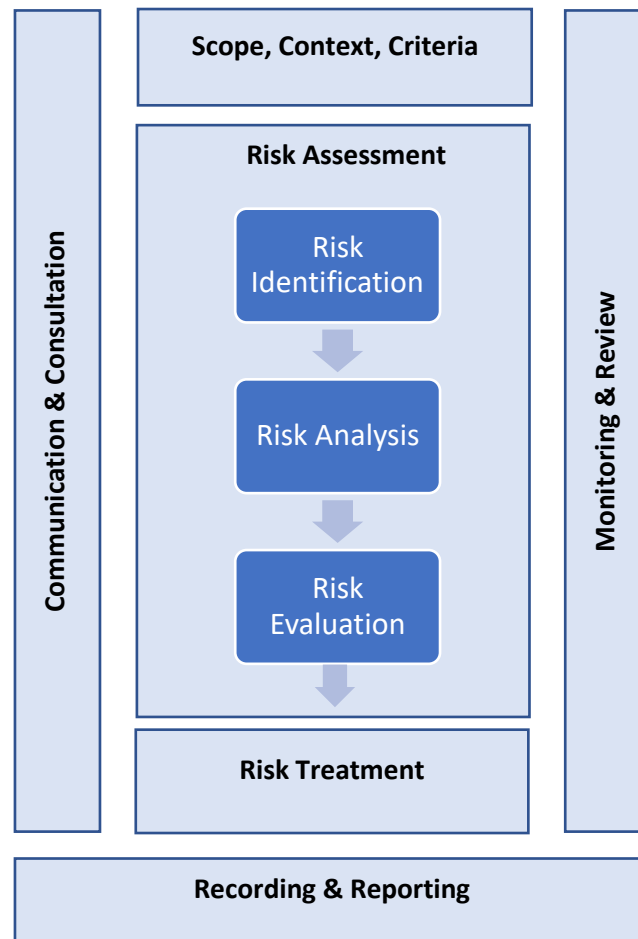 Scope, Context, Criteria
Communication & Consultation
Risk Assessment
Risk
Identification
Risk Analysis
Risk
Evaluation
Monitoring & Review
Risk Treatment
Recording & Reporting